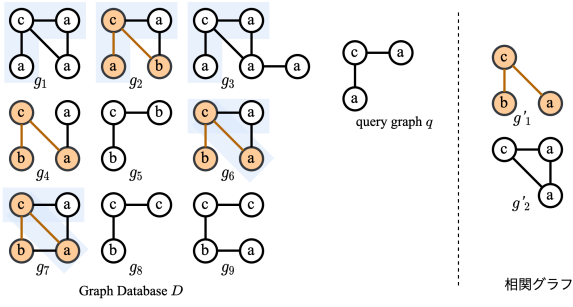 c a c a c a
a a a b a a a
g1 g2 g3
c a c b c a
b a b b a
g4 g5 g6
c a c c c c
b a b b a
g7 g8 g9
Graph Database D
c a
a
query graph q
c
b a
g'1
c a
a
g'2
相関グラフ